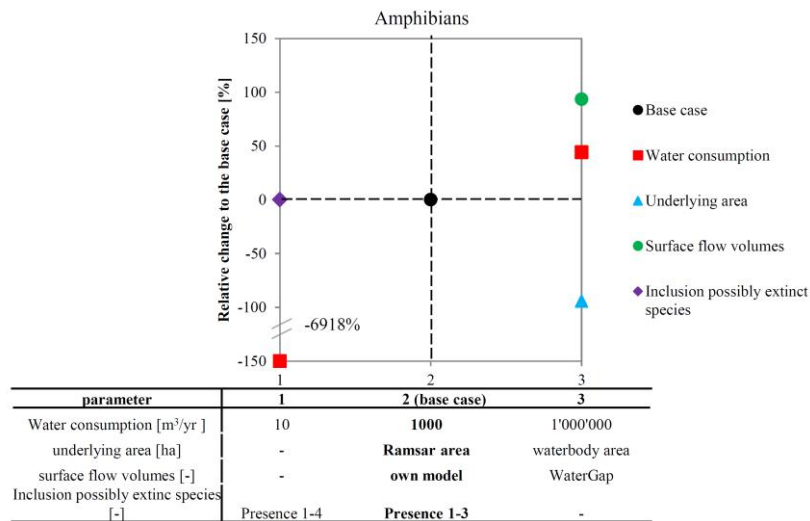 Amphibians
Relative change to the base case [%]
150
100
50
0
-50
-100
-150
-6918%
1 2 3
Base case
Water consumption
Underlying area
Surface flow volumes
Inclusion possibly extinct
species
parameter 1 2 (base case) 3
Water consumption [m³/yr ] 10 1000 1'000'000
underlying area [ha] - Ramsar area waterbody area
surface flow volumes [-] - own model WaterGap
Inclusion possibly extinc species
[-] Presence 1-4 Presence 1-3 -